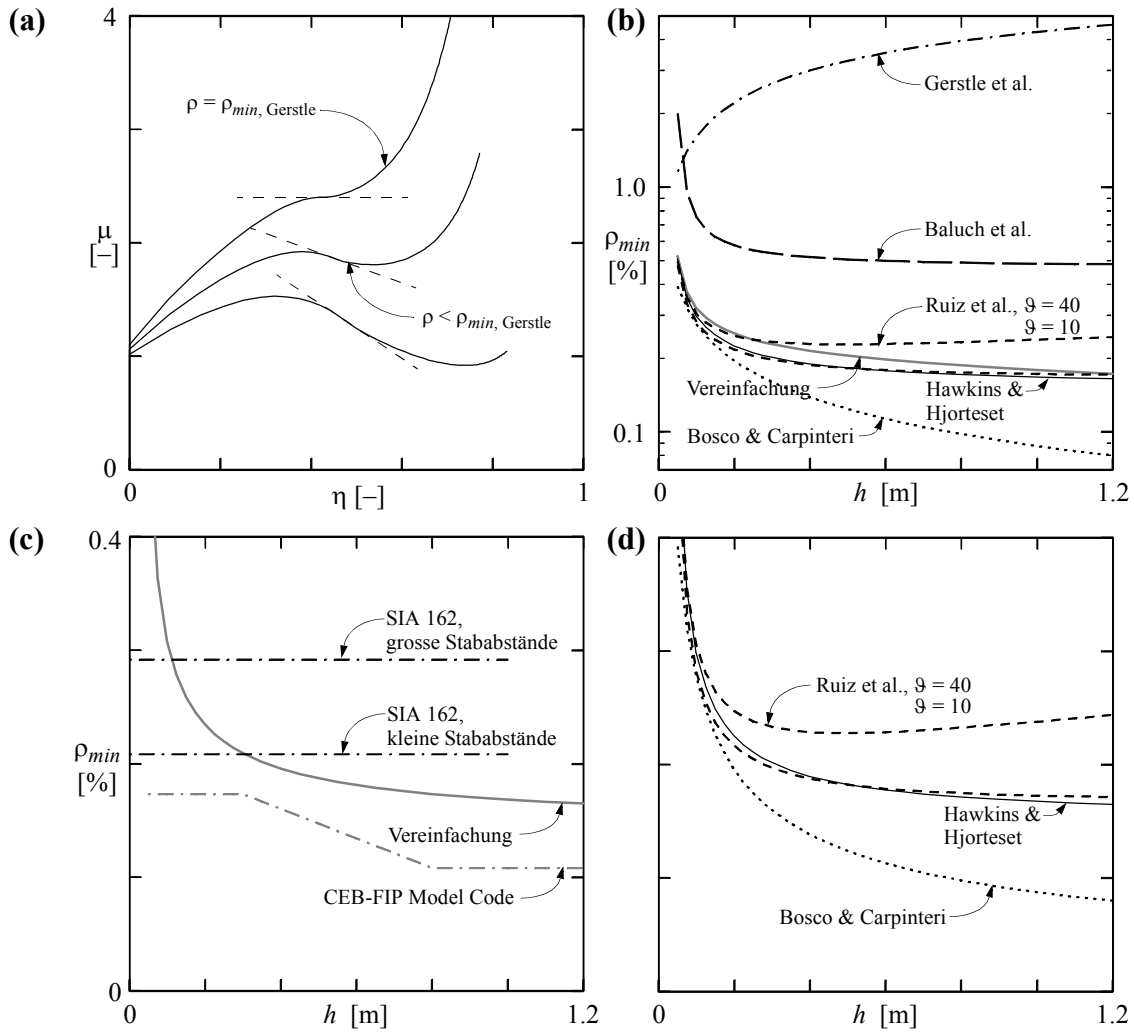 (a)
4
ρ = ρmin, Gerstle
μ
[–]
ρ < ρmin, Gerstle
0
0
η [–]
1
(b)
Gerstle et al.
1.0
ρmin
[%]
Baluch et al.
Ruiz et al., ϑ = 40
ϑ = 10
Vereinfachung
Hawkins &
Hjorteset
Bosco & Carpinteri
0.1
0
h [m]
1.2
(c)
0.4
SIA 162,
grosse Stababstände
SIA 162,
kleine Stababstände
ρmin
[%]
Vereinfachung
CEB-FIP Model Code
0
0
h [m]
1.2
(d)
Ruiz et al., ϑ = 40
ϑ = 10
Hawkins &
Hjorteset
Bosco & Carpinteri
0
h [m]
1.2